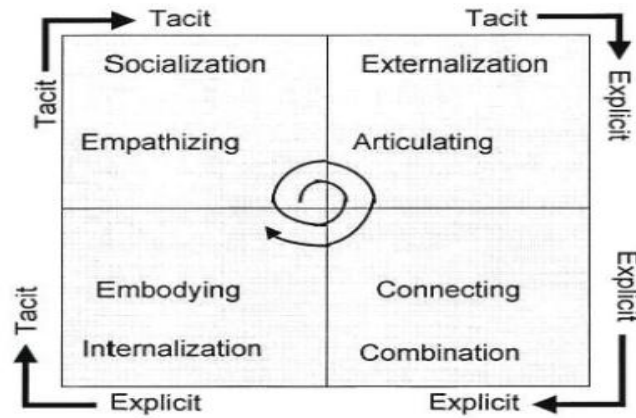 Tacit Tacit
Tacit
Socialization Externalization
Explicit
Empathizing Articulating
Tacit
Embodying Connecting
Explicit
Internalization Combination
Explicit Explicit